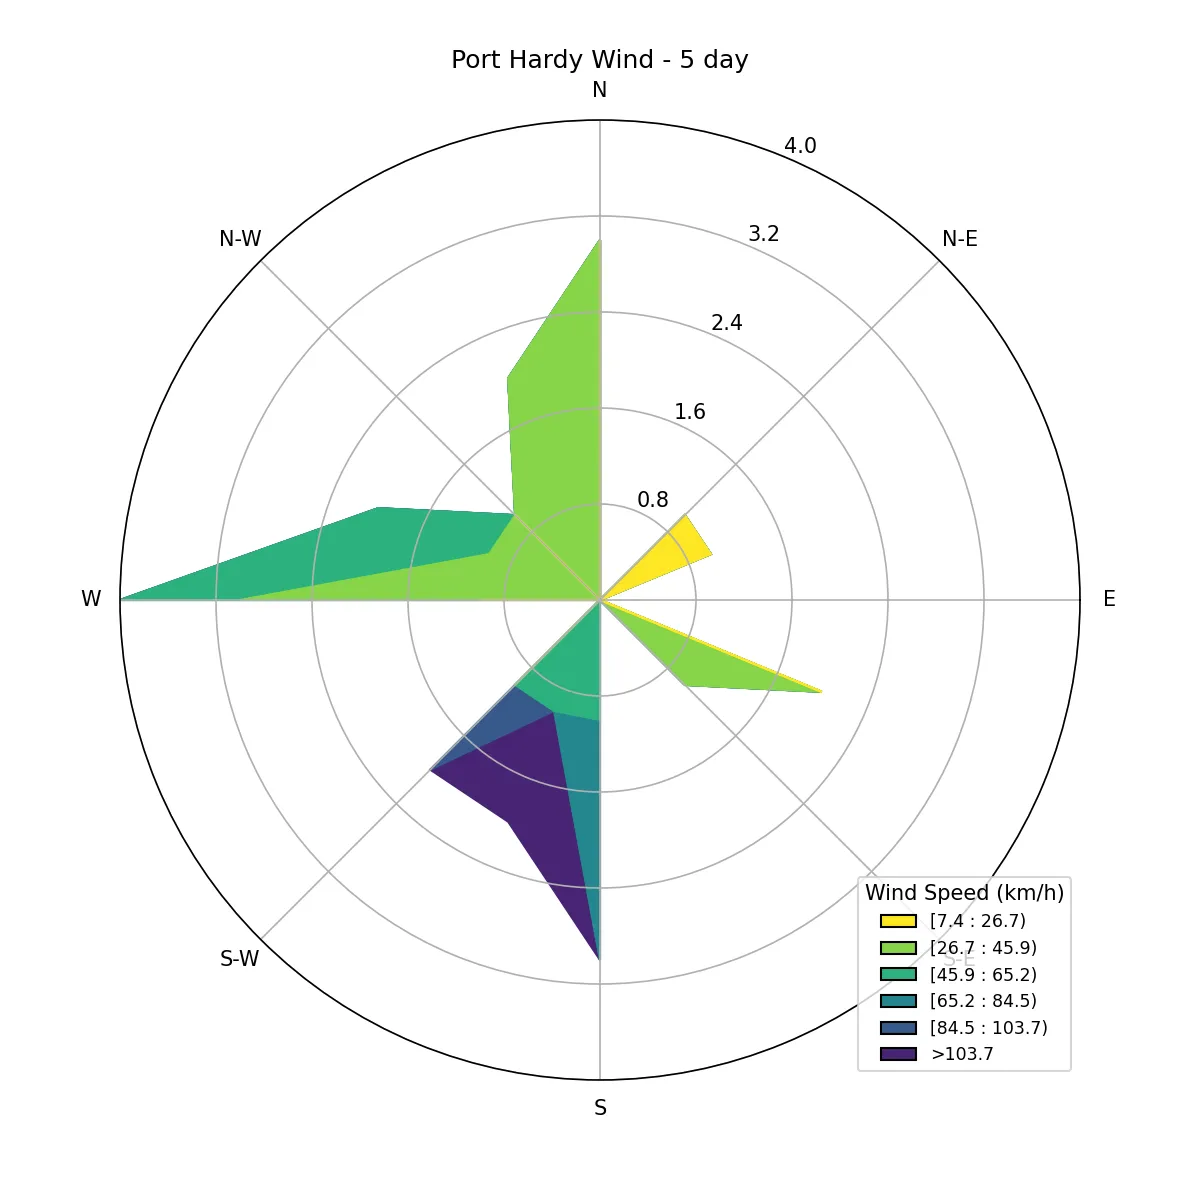 Port Hardy Wind - 5 day
N
4.0
N-W
N-E
3.2
2.4
1.6
0.8
W
E
S-W
S-E
S
Wind Speed (km/h)
[7.4 : 26.7)
[26.7 : 45.9)
[45.9 : 65.2)
[65.2 : 84.5)
[84.5 : 103.7)
>103.7